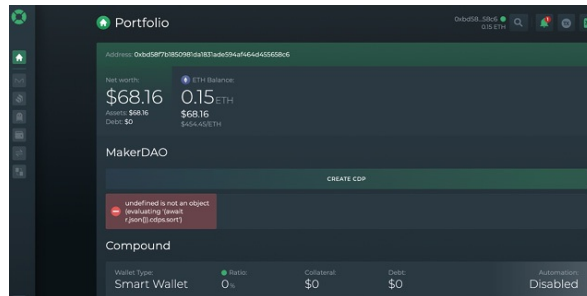 Portfolio
0xbd58...58c6
0.15 ETH
Address: 0xbd58f7b1850981da1831ade594af464d455658c6
Net worth:
$68.16
Assets: $68.16
Debt: $0
ETH Balance:
0.15 ETH
$68.16
$454.45/ETH
MakerDAO
CREATE CDP
undefined is not an object
(evaluating '(await
r.json()).cdps.sort')
Compound
Wallet Type:
Smart Wallet
Ratio:
0%
Collateral:
$0
Debt:
$0
Automation:
Disabled